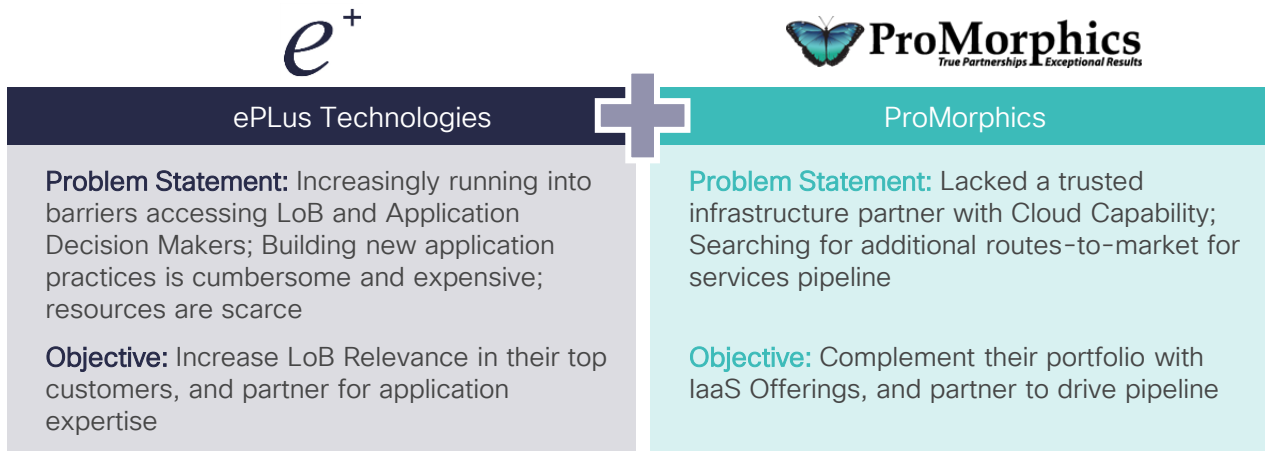 e+
ProMorphics
True Partnerships Exceptional Results
ePLus Technologies
ProMorphics
Problem Statement: Increasingly running into
barriers accessing LoB and Application
Decision Makers; Building new application
practices is cumbersome and expensive;
resources are scarce
Objective: Increase LoB Relevance in their top
customers, and partner for application
expertise
Problem Statement: Lacked a trusted
infrastructure partner with Cloud Capability;
Searching for additional routes-to-market for
services pipeline
Objective: Complement their portfolio with
IaaS Offerings, and partner to drive pipeline